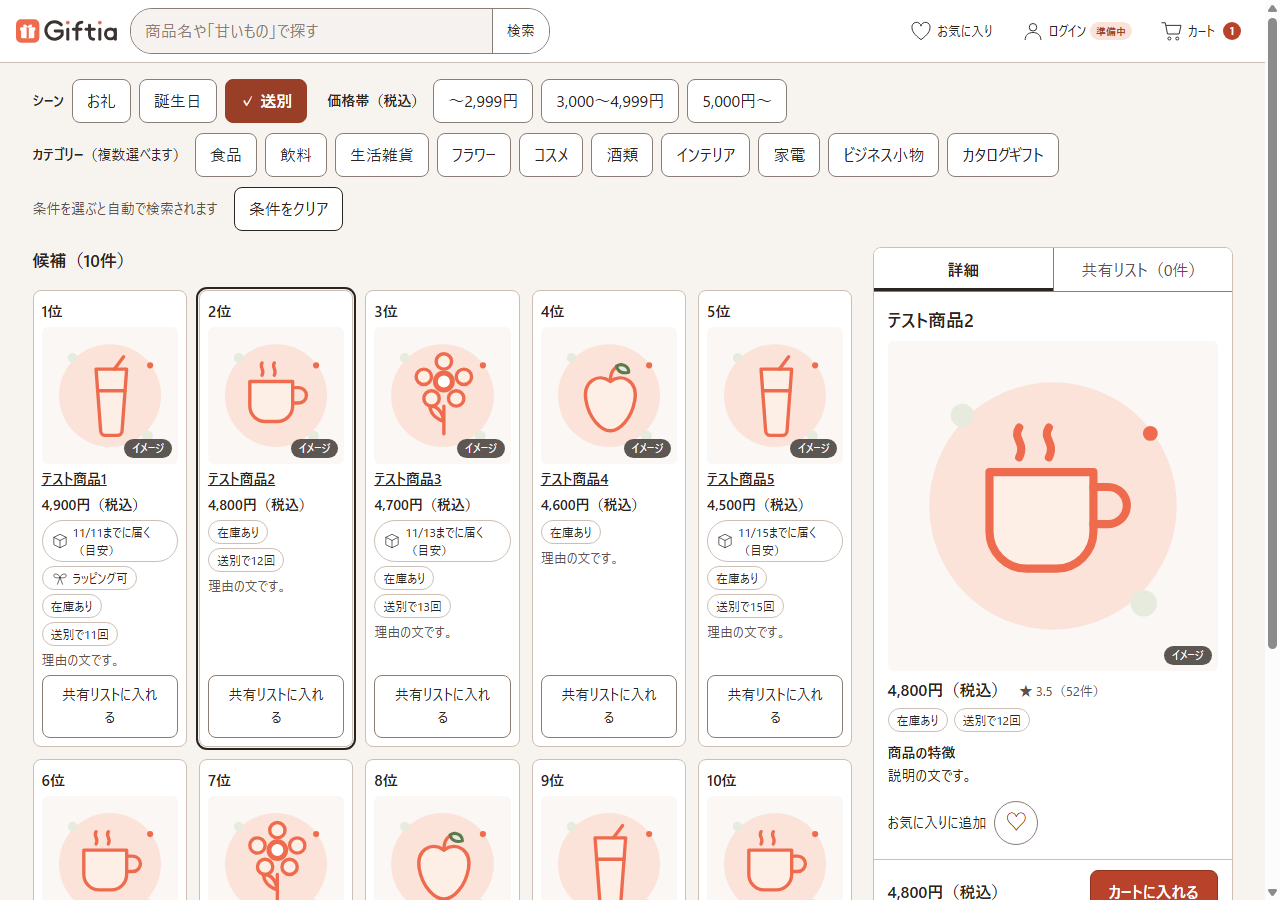 Giftia
商品名や「甘いもの」で探す
検索
お気に入り
ログイン 準備中
カート 1
シーン お礼 誕生日 ✓ 送別 価格帯（税込） 〜2,999円 3,000〜4,999円 5,000円〜
カテゴリー（複数選べます） 食品 飲料 生活雑貨 フラワー コスメ 酒類 インテリア 家電 ビジネス小物 カタログギフト
条件を選ぶと自動で検索されます 条件をクリア
候補（10件）
1位
イメージ
テスト商品1
4,900円（税込）
11/11までに届く
（目安）
ラッピング可
在庫あり
送別で11回
理由の文です。
共有リストに入れ
る
2位
イメージ
テスト商品2
4,800円（税込）
在庫あり
送別で12回
理由の文です。
共有リストに入れ
る
3位
イメージ
テスト商品3
4,700円（税込）
11/13までに届く
（目安）
在庫あり
送別で13回
理由の文です。
共有リストに入れ
る
4位
イメージ
テスト商品4
4,600円（税込）
在庫あり
理由の文です。
共有リストに入れ
る
5位
イメージ
テスト商品5
4,500円（税込）
11/15までに届く
（目安）
在庫あり
送別で15回
理由の文です。
共有リストに入れ
る
6位
7位
8位
9位
10位
詳細
共有リスト（0件）
テスト商品2
イメージ
4,800円（税込） ★ 3.5（52件）
在庫あり 送別で12回
商品の特徴
説明の文です。
お気に入りに追加
4,800円（税込）
カートに入れる